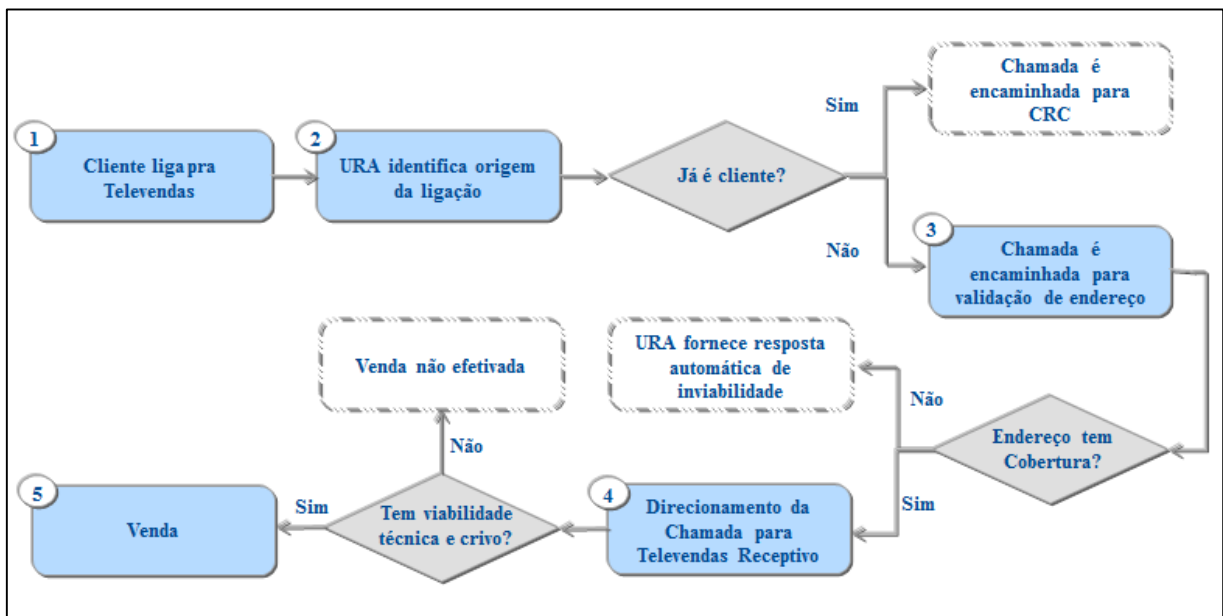 1
Cliente liga pra
Televendas
2
URA identifica origem
da ligação
Já é cliente?
Sim
Chamada é
encaminhada para
CRC
Não
3
Chamada é
encaminhada para
validação de endereço
Endereço tem
Cobertura?
Não
URA fornece resposta
automática de
inviabilidade
Sim
4
Direcionamento da
Chamada para
Televendas Receptivo
Tem viabilidade
técnica e crivo?
Não
Venda não efetivada
Sim
5
Venda